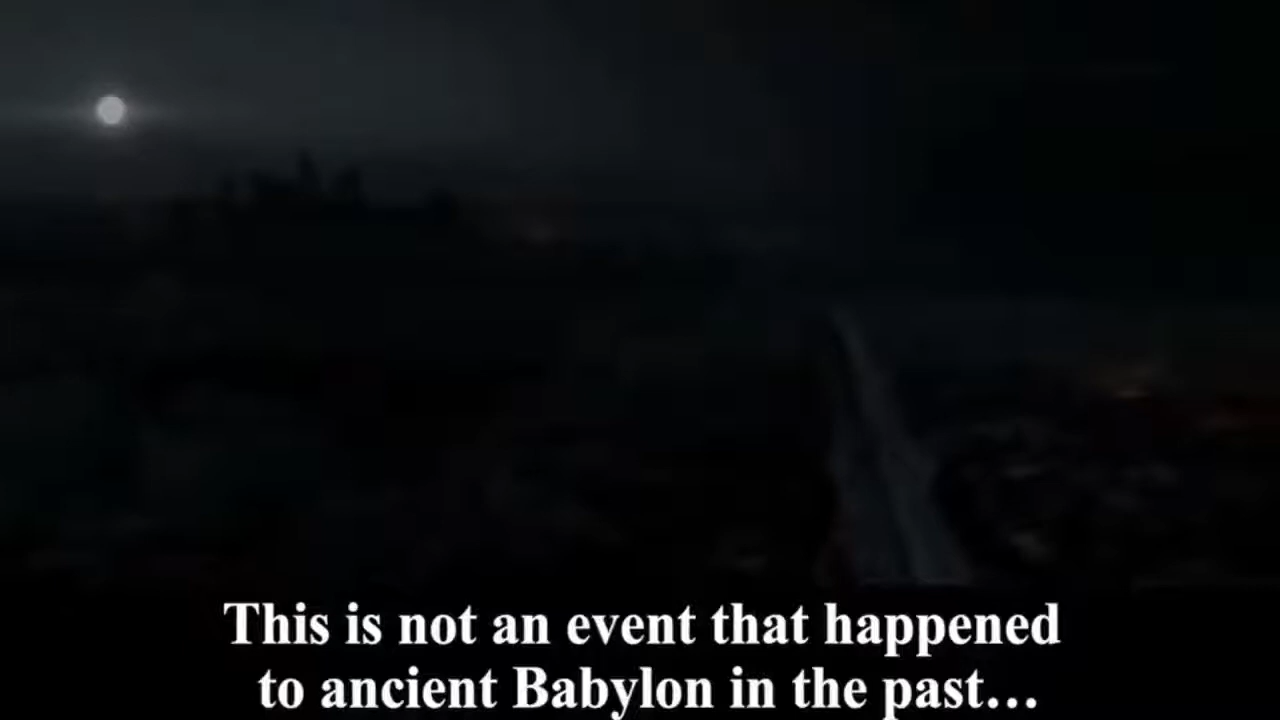 This is not an event that happened
to ancient Babylon in the past...